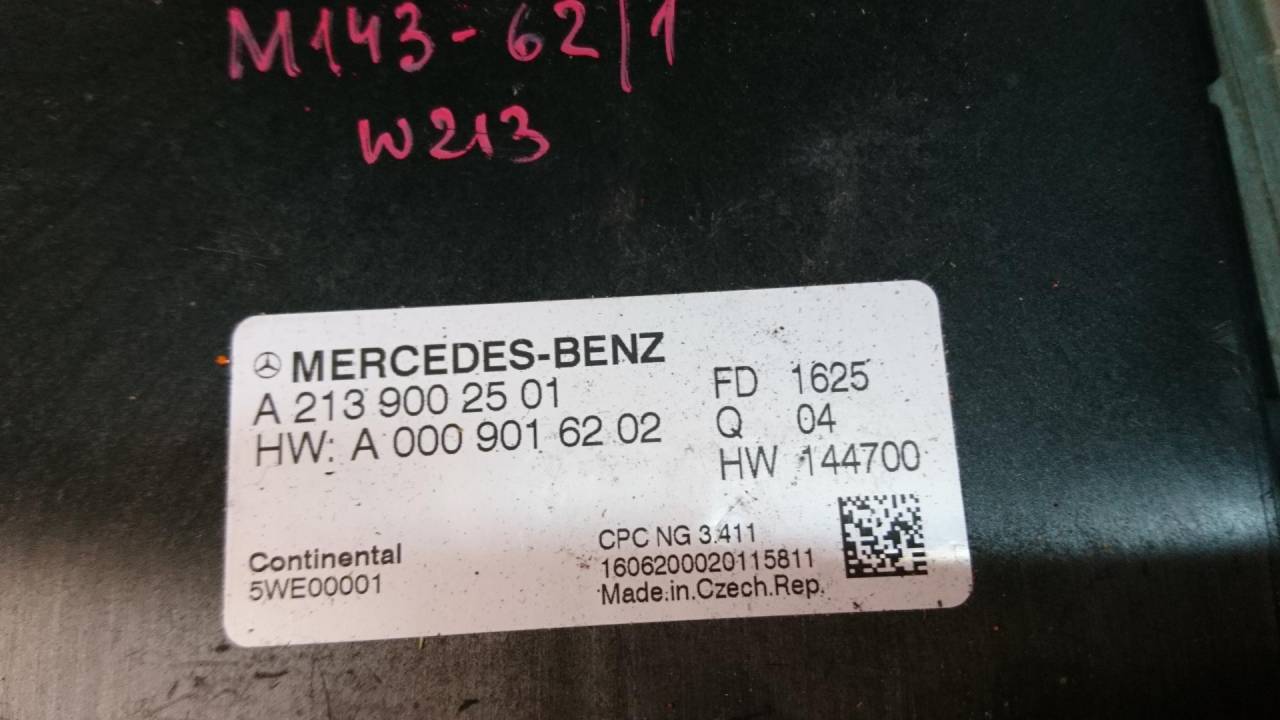 M143-62/1
W213
MERCEDES-BENZ
A 213 900 25 01
HW: A 000 901 62 02
FD 1625
Q 04
HW 144700
Continental
5WE00001
CPC NG 3.411
1606200020115811
Made.in.Czech.Rep.